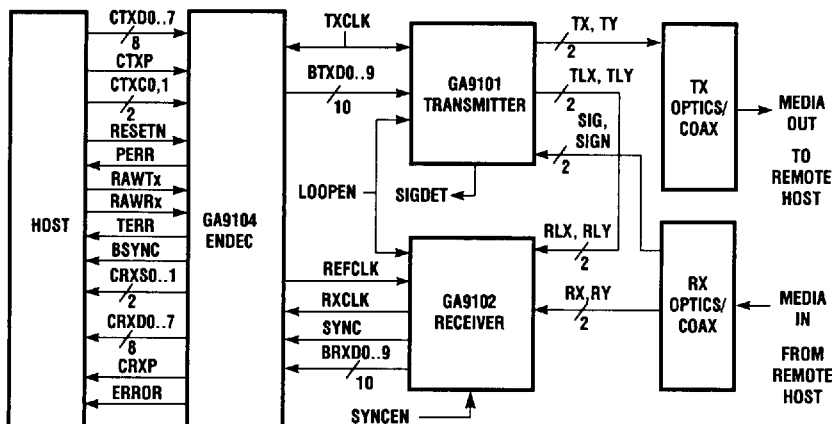 HOST
CTXD0..7
8
CTXP
CTXC0,1
2
RESETN
PERR
RAWTx
RAWRx
TERR
BSYNC
CRXS0..1
2
CRXD0..7
8
CRXP
ERROR
GA9104
ENDEC
TXCLK
BTXD0..9
10
LOOPEN
REFCLK
RXCLK
SYNC
BRXD0..9
10
SYNCEN
GA9101
TRANSMITTER
SIGDET
GA9102
RECEIVER
TX, TY
2
TLX, TLY
2
SIG,
SIGN
2
RLX, RLY
2
RX,RY
2
TX
OPTICS/
COAX
RX
OPTICS/
COAX
MEDIA
OUT
TO REMOTE
HOST
MEDIA
IN
FROM
REMOTE
HOST